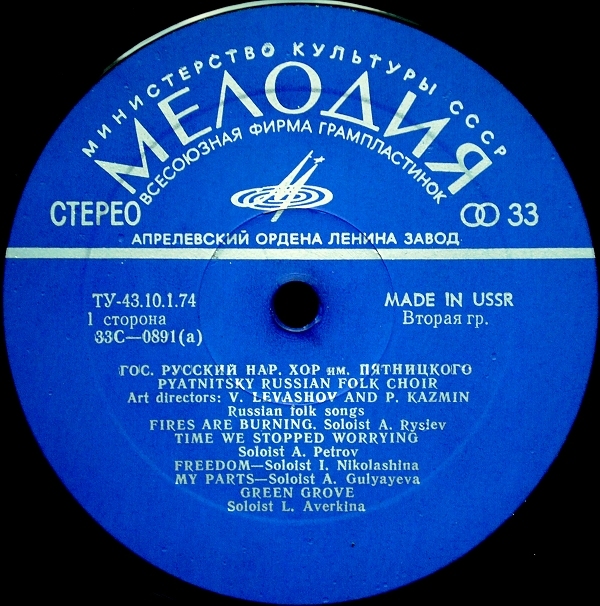 МИНИСТЕРСТВО КУЛЬТУРЫ СССР
МЕЛОДИЯ
ВСЕСОЮЗНАЯ ФИРМА ГРАМПЛАСТИНОК
СТЕРЕО
33
АПРЕЛЕВСКИЙ ОРДЕНА ЛЕНИНА ЗАВОД
ТУ-43.10.1.74
MADE IN USSR
1 сторона
Вторая гр.
33С—0891(а)
ГОС. РУССКИЙ НАР. ХОР им. ПЯТНИЦКОГО
PYATNITSKY RUSSIAN FOLK CHOIR
Art directors: V. LEVASHOV AND P. KAZMIN
Russian folk songs
FIRES ARE BURNING. Soloist A. Rysiev
TIME WE STOPPED WORRYING
Soloist A. Petrov
FREEDOM—Soloist I. Nikolashina
MY PARTS—Soloist A. Gulyayeva
GREEN GROVE
Soloist L. Averkina